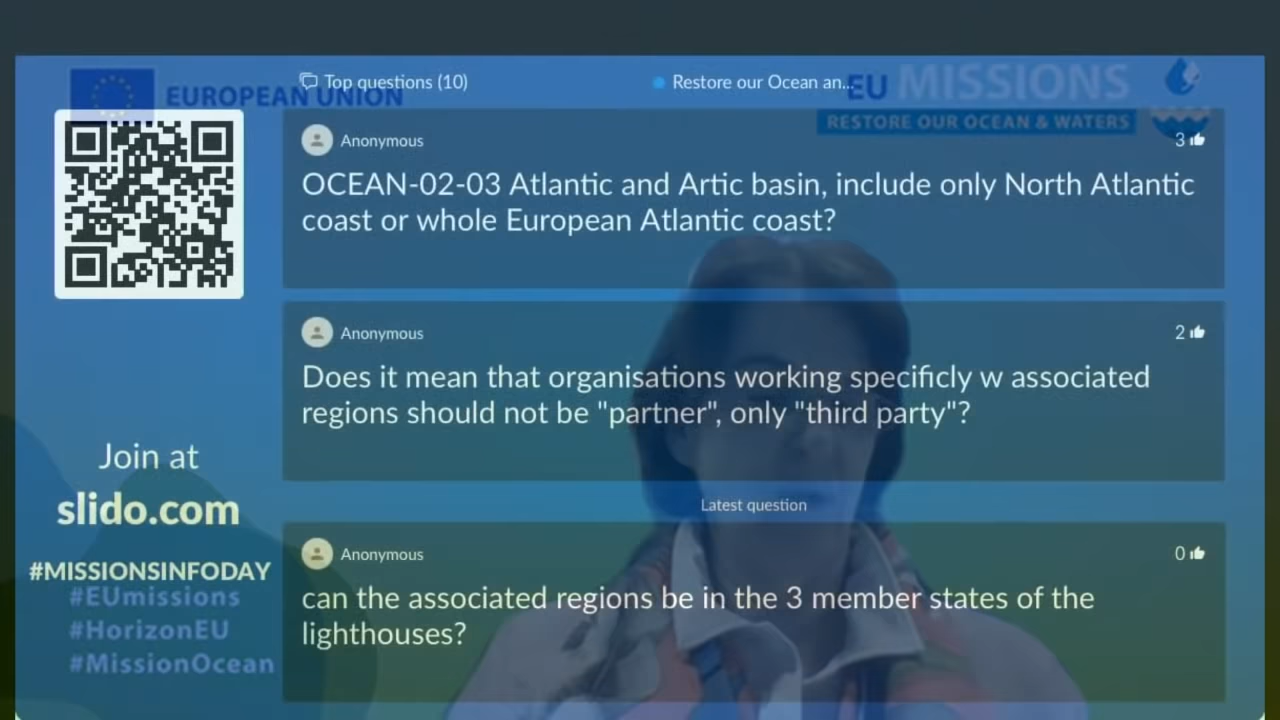 Top questions (10)
Restore our Ocean an...
EUROPEAN UNION
EU MISSIONS
RESTORE OUR OCEAN & WATERS
Anonymous
3
OCEAN-02-03 Atlantic and Artic basin, include only North Atlantic
coast or whole European Atlantic coast?
Anonymous
2
Does it mean that organisations working specificly w associated
regions should not be "partner", only "third party"?
Latest question
Anonymous
0
can the associated regions be in the 3 member states of the
lighthouses?
Join at
slido.com
#MISSIONSINFODAY
#EUmissions
#HorizonEU
#MissionOcean